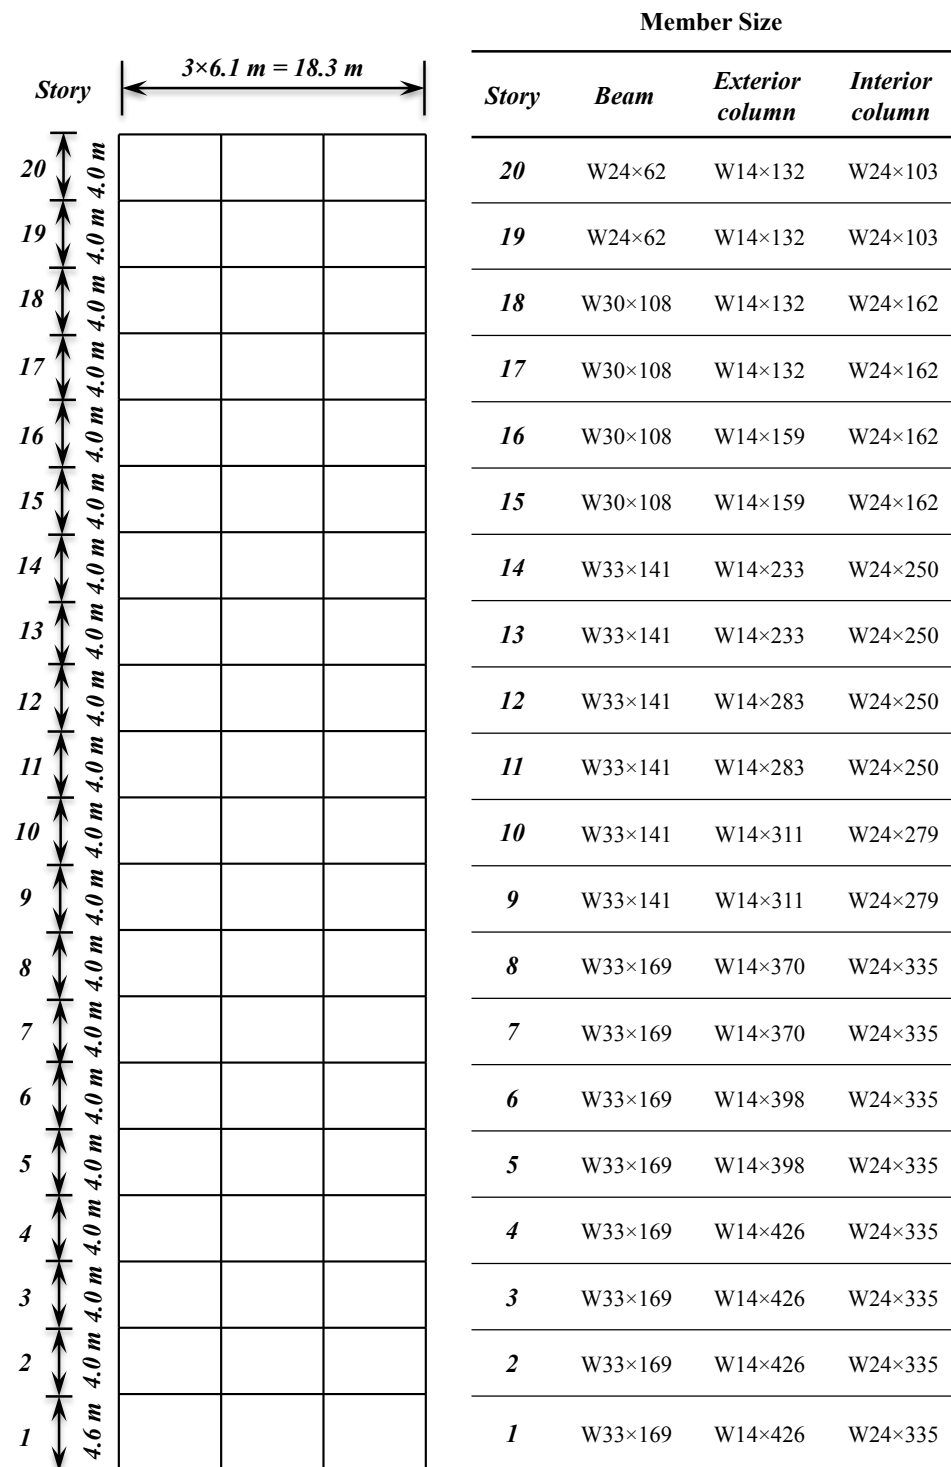 Member Size
3×6.1 m = 18.3 m
Story
Story Beam Exterior column Interior column
20 4.0 m
19 4.0 m
18 4.0 m
17 4.0 m
16 4.0 m
15 4.0 m
14 4.0 m
13 4.0 m
12 4.0 m
11 4.0 m
10 4.0 m
9 4.0 m
8 4.0 m
7 4.0 m
6 4.0 m
5 4.0 m
4 4.0 m
3 4.0 m
2 4.0 m
1 4.6 m
20 W24×62 W14×132 W24×103
19 W24×62 W14×132 W24×103
18 W30×108 W14×132 W24×162
17 W30×108 W14×132 W24×162
16 W30×108 W14×159 W24×162
15 W30×108 W14×159 W24×162
14 W33×141 W14×233 W24×250
13 W33×141 W14×233 W24×250
12 W33×141 W14×283 W24×250
11 W33×141 W14×283 W24×250
10 W33×141 W14×311 W24×279
9 W33×141 W14×311 W24×279
8 W33×169 W14×370 W24×335
7 W33×169 W14×370 W24×335
6 W33×169 W14×398 W24×335
5 W33×169 W14×398 W24×335
4 W33×169 W14×426 W24×335
3 W33×169 W14×426 W24×335
2 W33×169 W14×426 W24×335
1 W33×169 W14×426 W24×335